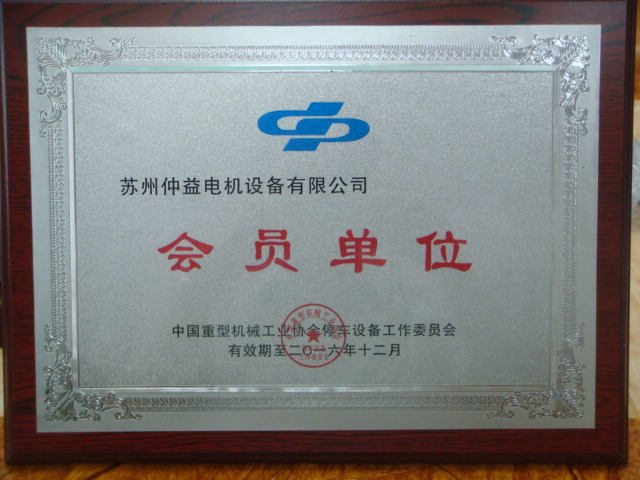 苏州仲益电机设备有限公司
会员单位
中国重型机械工业协会停车设备工作委员会
有效期至二〇一六年十二月